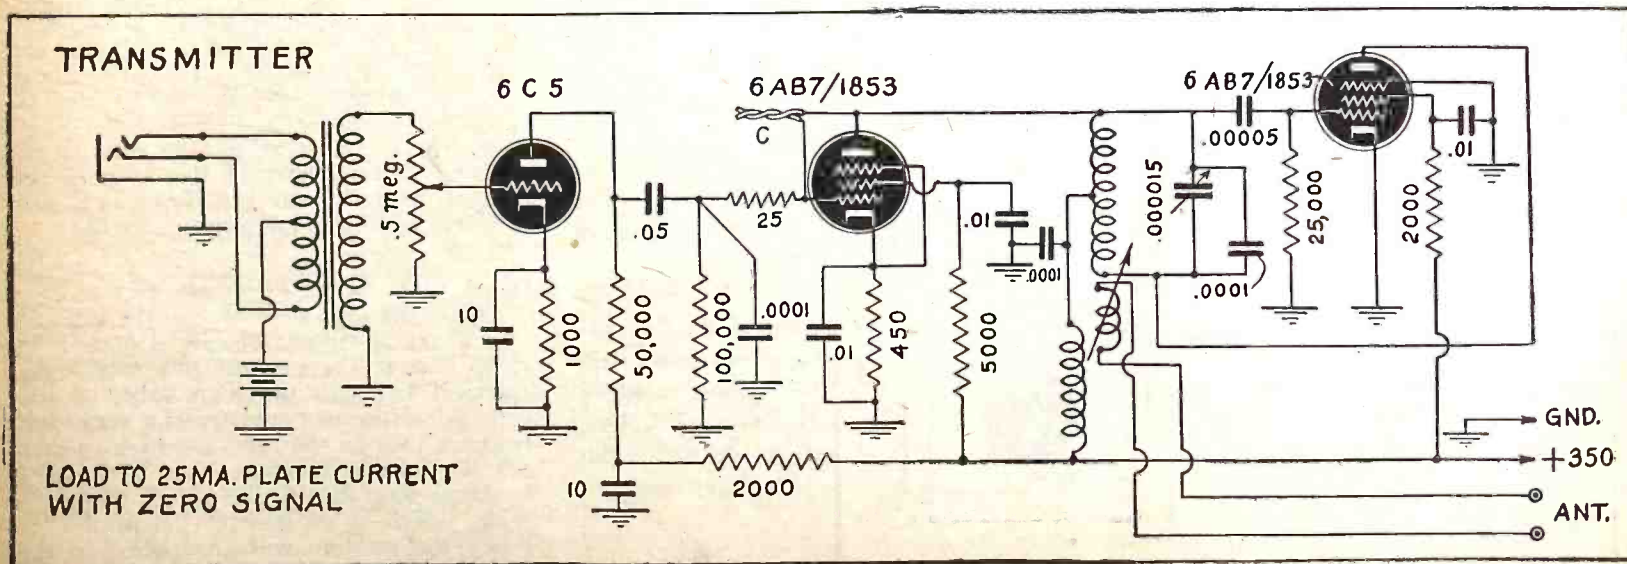 TRANSMITTER
6C5
6AB7/1853
6AB7/1853
C
.00005
.01
.5 meg.
.05
25
.01
.000015
25,000
2000
.0001
.0001
10
1000
50,000
100,000
.0001
.01
450
5000
GND.
+350
LOAD TO 25MA. PLATE CURRENT
WITH ZERO SIGNAL
10
2000
ANT.